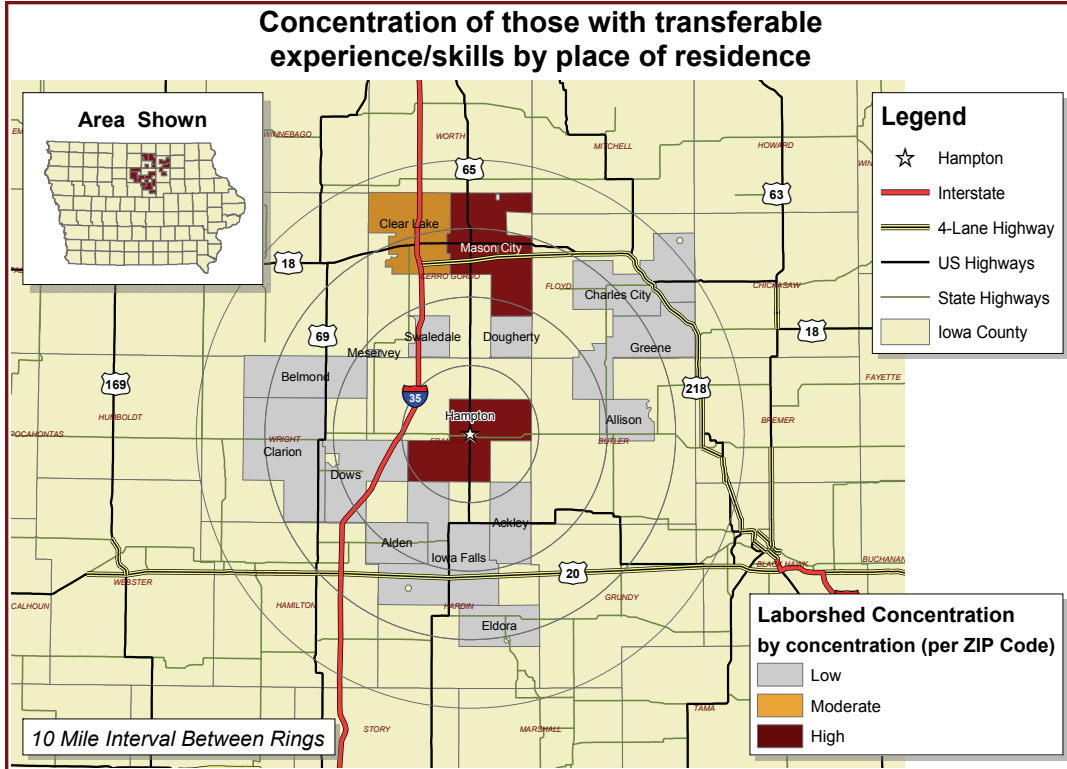 Concentration of those with transferable
experience/skills by place of residence
Area Shown
WINNEBAGO
WORTH
MITCHELL
HOWARD
65
63
Legend
Hampton
Interstate
4-Lane Highway
US Highways
State Highways
Iowa County
Clear Lake
Mason City
18
CERRO GORDO
FLOYD
CHICKASAW
Charles City
18
69
Swaledale
Dougherty
Meservey
Greene
Belmond
169
35
218
FAYETTE
HUMBOLDT
Hampton
Allison
BREMER
POCAHONTAS
WRIGHT
FRAN
BUTLER
Clarion
Dows
Ackley
Alden
Iowa Falls
20
BLACK HAWK
BUCHANAN
WEBSTER
CALHOUN
HAMILTON
HARDIN
GRUNDY
Eldora
Laborshed Concentration
by concentration (per ZIP Code)
Low
Moderate
High
STORY
MARSHALL
TAMA
10 Mile Interval Between Rings